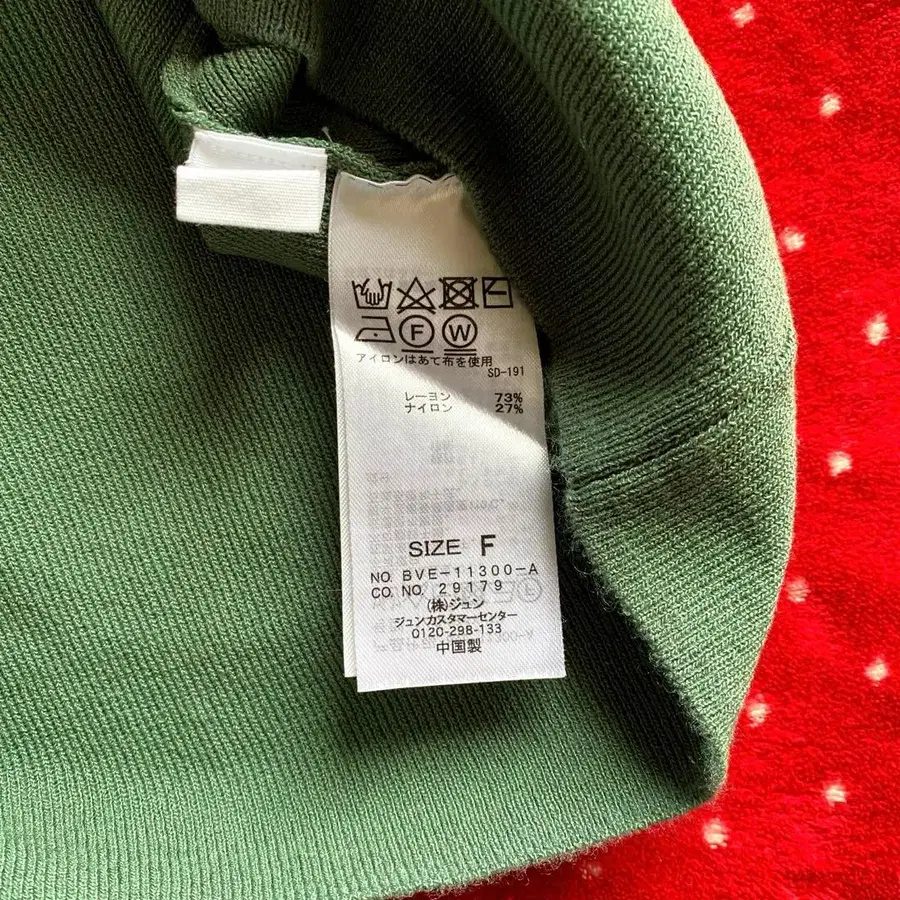 F W
アイロンはあて布を使用
SD-191
レーヨン 73%
ナイロン 27%
SIZE F
NO. BVE-11300-A
CO. NO. 29179
(株)ジュン
ジュンカスタマーセンター
0120-298-133
中国製